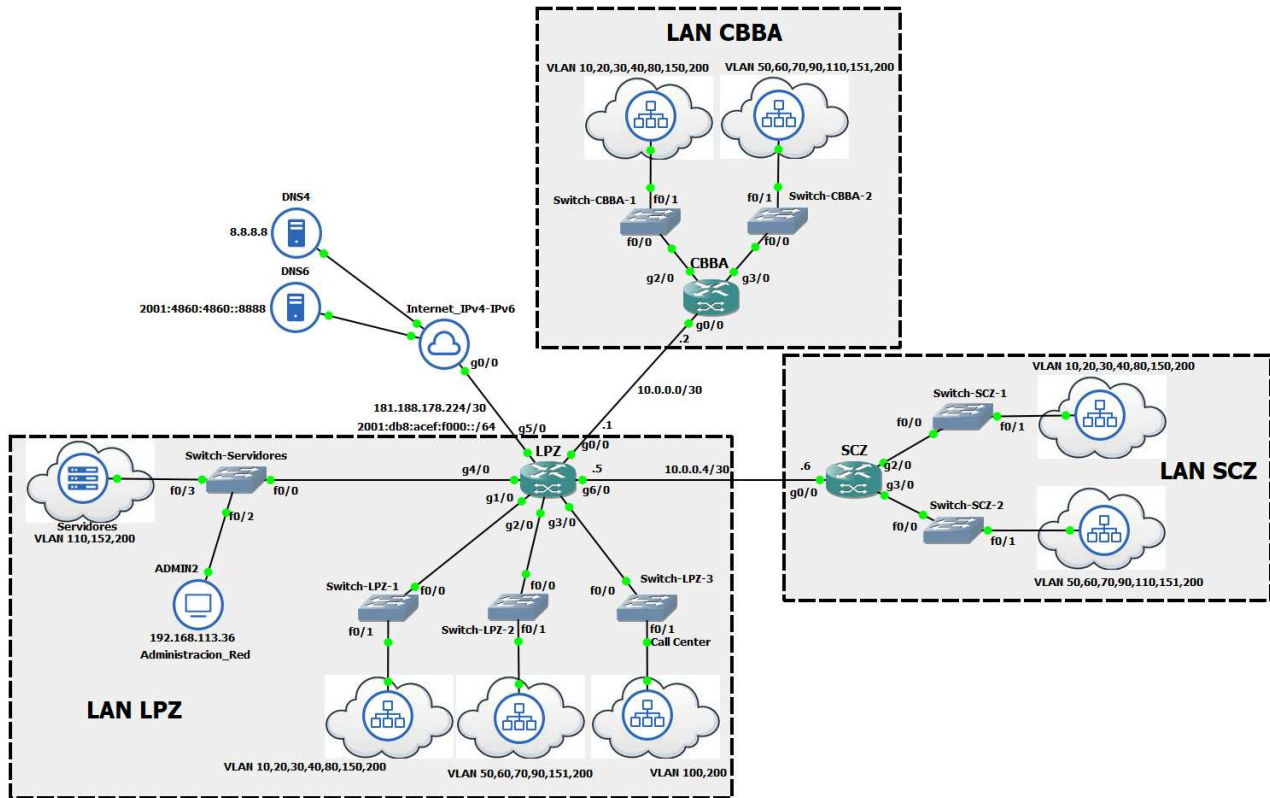 LAN CBBA
VLAN 10,20,30,40,80,150,200
VLAN 50,60,70,90,110,151,200
f0/1
Switch-CBBA-1
f0/0
f0/1
Switch-CBBA-2
f0/0
CBBA
g2/0
g3/0
g0/0
.2
DNS4
8.8.8.8
DNS6
2001:4860:4860::8888
Internet_IPv4-IPv6
g0/0
10.0.0.0/30
181.188.178.224/30
2001:db8:acef:f000::/64
g5/0
.1
g0/0
LPZ
g4/0
.5
g6/0
g1/0
g2/0
g3/0
10.0.0.4/30
.6
g0/0
SCZ
g2/0
g3/0
LAN SCZ
VLAN 10,20,30,40,80,150,200
Switch-SCZ-1
f0/0
f0/1
f0/0
Switch-SCZ-2
f0/1
VLAN 50,60,70,90,110,151,200
Switch-Servidores
f0/3
f0/0
f0/2
Servidores
VLAN 110,152,200
ADMIN2
192.168.113.36
Administracion_Red
Switch-LPZ-1
f0/0
f0/1
f0/0
Switch-LPZ-2
f0/1
Switch-LPZ-3
f0/0
f0/1
Call Center
LAN LPZ
VLAN 10,20,30,40,80,150,200
VLAN 50,60,70,90,151,200
VLAN 100,200